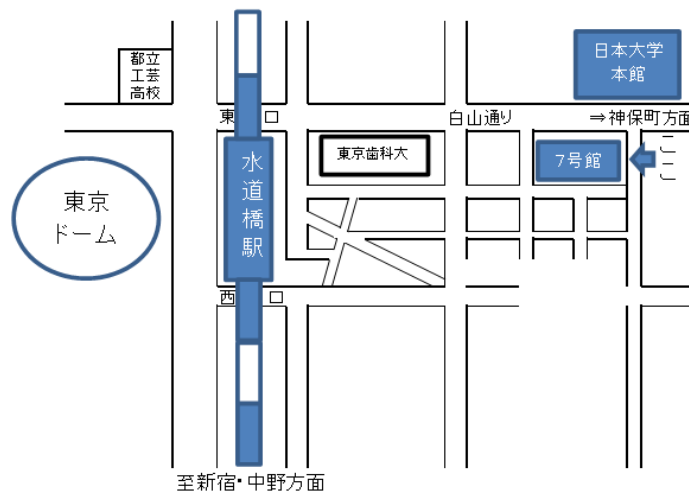 都立
工芸
高校
日本大学
本館
東　口
白山通り
⇒神保町方面
東京歯科大
7号館
ここ
水道橋駅
東京
ドーム
西　口
至新宿・中野方面